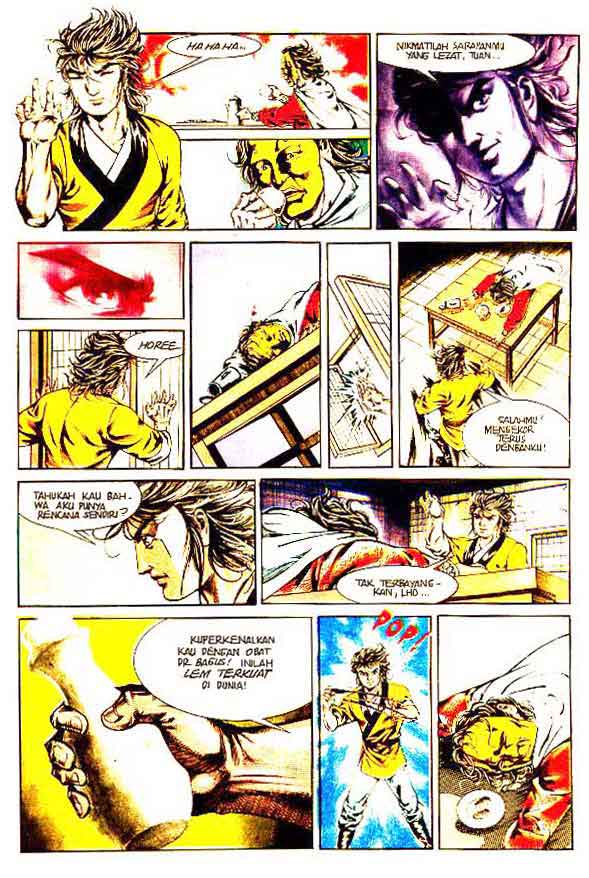 HA HA HA..
NIKMATILAH SARAPANMU
YANG LEZAT, TUAN...
HOREE..
SALAHMU!
MENGEKOR
TERUS
DENGANKU!
TAHUKAH KAU BAH-
WA AKU PUNYA
RENCANA SENDIRI?
TAK TERBAYANG-
KAN, LHO...
KUPERKENALKAN
KAU DENGAN OBAT
DR. BAGUS! INILAH
LEM TERKUAT
DI DUNIA!
POP!